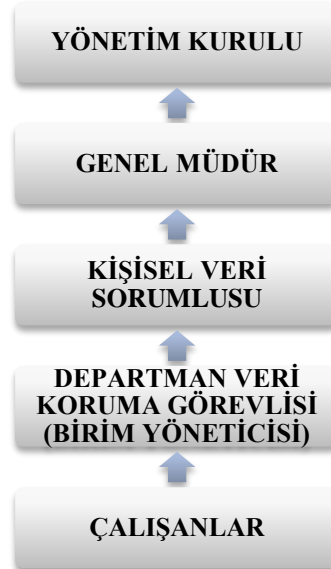 YÖNETİM KURULU
GENEL MÜDÜR
KİŞİSEL VERİ
SORUMLUSU
DEPARTMAN VERİ
KORUMA GÖREVLİSİ
(BİRİM YÖNETİCİSİ)
ÇALIŞANLAR